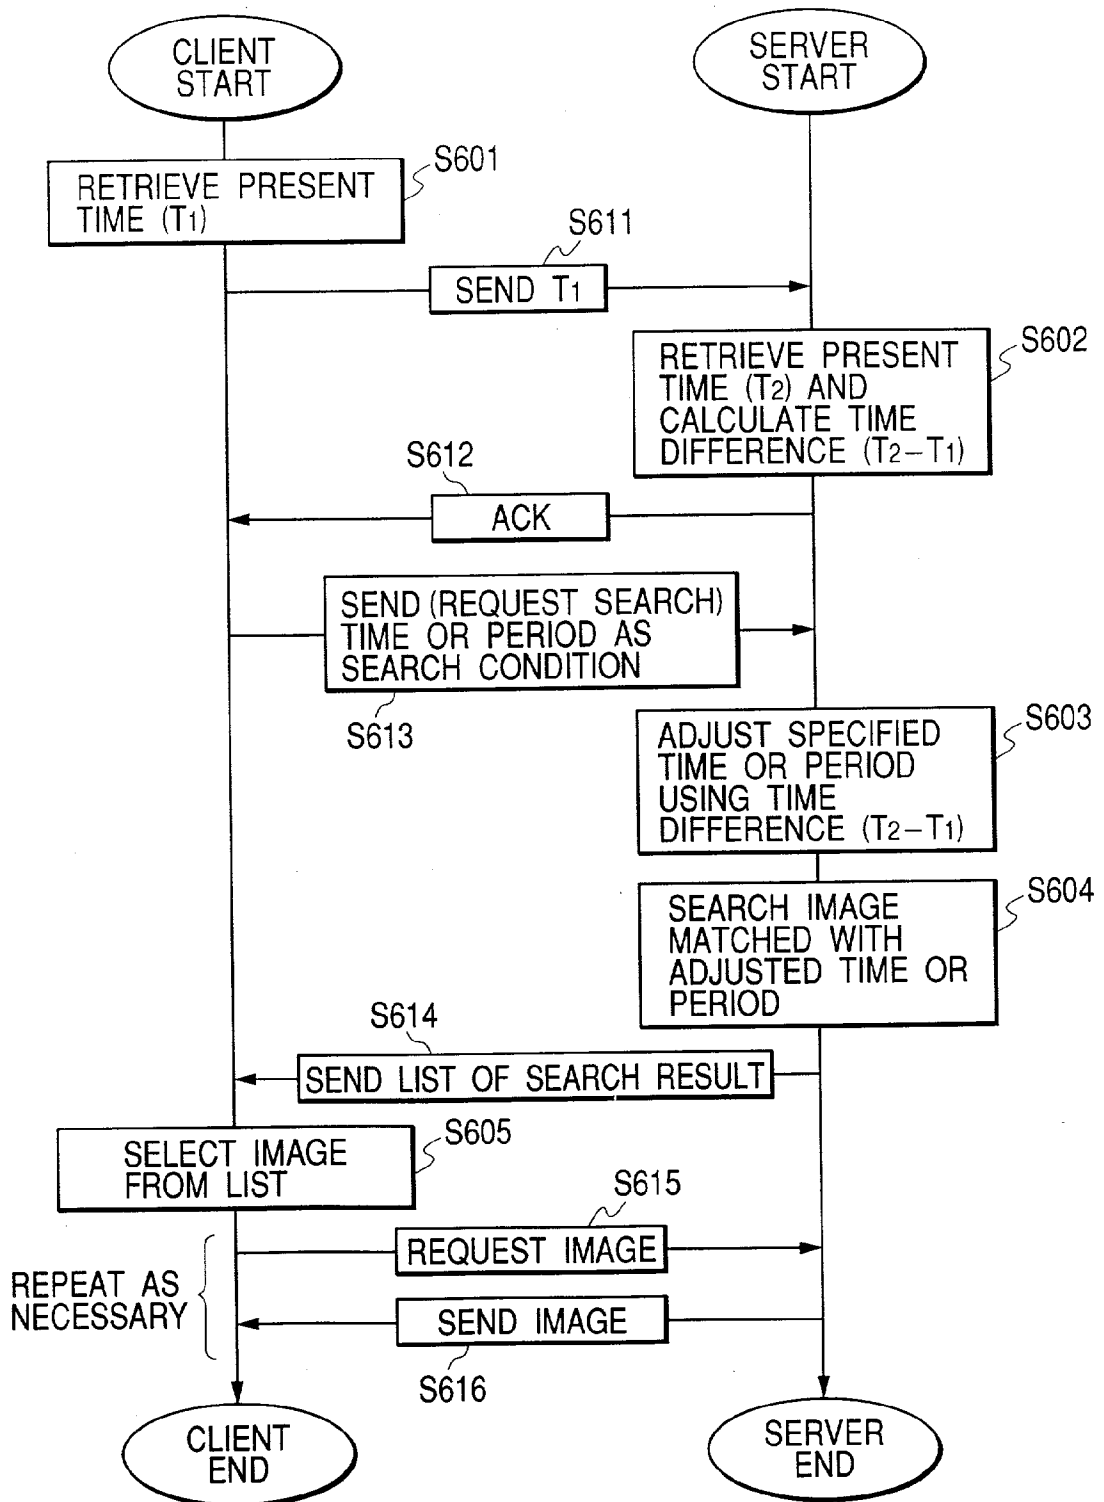 CLIENT
START
SERVER
START
S601
RETRIEVE PRESENT
TIME (T1)
S611
SEND T1
S602
RETRIEVE PRESENT
TIME (T2) AND
CALCULATE TIME
DIFFERENCE (T2-T1)
S612
ACK
SEND (REQUEST SEARCH)
TIME OR PERIOD AS
SEARCH CONDITION
S613
S603
ADJUST SPECIFIED
TIME OR PERIOD
USING TIME
DIFFERENCE (T2-T1)
S604
SEARCH IMAGE
MATCHED WITH
ADJUSTED TIME OR
PERIOD
S614
SEND LIST OF SEARCH RESULT
S605
SELECT IMAGE
FROM LIST
S615
REQUEST IMAGE
REPEAT AS
NECESSARY
SEND IMAGE
S616
CLIENT
END
SERVER
END